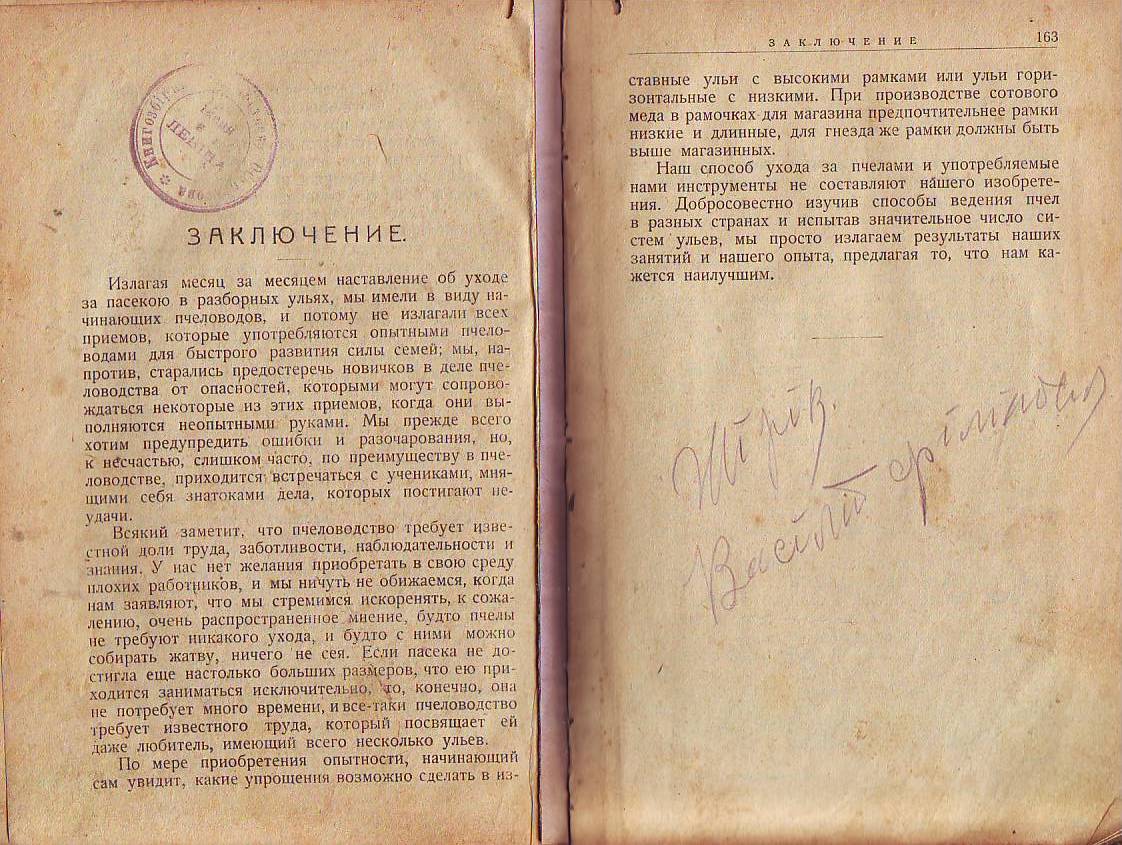 Книгозбірня
ЛЕНІНА
ЗАКЛЮЧЕНИЕ.
Излагая месяц за месяцем наставление об уходе
за пасекою в разборных ульях, мы имели в виду на-
чинающих пчеловодов, и потому не излагали всех
приемов, которые употребляются опытными пчело-
водами для быстрого развития силы семей; мы, на-
против, старались предостеречь новичков в деле пче-
ловодства от опасностей, которыми могут сопрово-
ждаться некоторые из этих приемов, когда они вы-
полняются неопытными руками. Мы прежде всего
хотим предупредить ошибки и разочарования, но,
к несчастью, слишком часто, по преимуществу в пче-
ловодстве, приходится встречаться с учениками, мня-
щими себя знатоками дела, которых постигают не-
удачи.
Всякий заметит, что пчеловодство требует изве-
стной доли труда, заботливости, наблюдательности и
знания. У нас нет желания приобретать в свою среду
плохих работников, и мы ничуть не обижаемся, когда
нам заявляют, что мы стремимся искоренять, к сожа-
лению, очень распространенное мнение, будто пчелы
не требуют никакого ухода, и будто с ними можно
собирать жатву, ничего не сея. Если пасека не до-
стигла еще настолько больших размеров, что ею при-
ходится заниматься исключительно, то, конечно, она
не потребует много времени, и все-таки пчеловодство
требует известного труда, который посвящает ей
даже любитель, имеющий всего несколько ульев.
По мере приобретения опытности, начинающий
сам увидит, какие упрощения возможно сделать в из-
ЗАКЛЮЧЕНИЕ 163
ставные ульи с высокими рамками или ульи гори-
зонтальные с низкими. При производстве сотового
меда в рамочках для магазина предпочтительнее рамки
низкие и длинные, для гнезда же рамки должны быть
выше магазинных.
Наш способ ухода за пчелами и употребляемые
нами инструменты не составляют нашего изобрете-
ния. Добросовестно изучив способы ведения пчел
в разных странах и испытав значительное число си-
стем ульев, мы просто излагаем результаты наших
занятий и нашего опыта, предлагая то, что нам ка-
жется наилучшим.